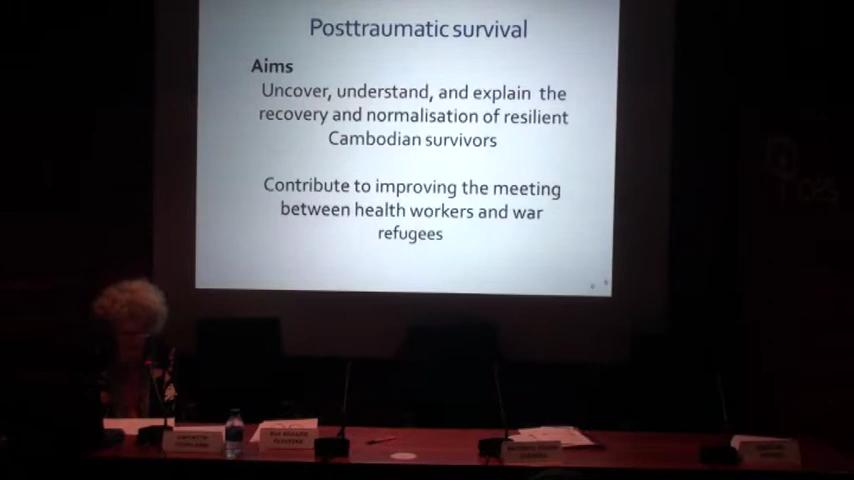 Posttraumatic survival
Aims
Uncover, understand, and explain the
recovery and normalisation of resilient
Cambodian survivors
Contribute to improving the meeting
between health workers and war
refugees